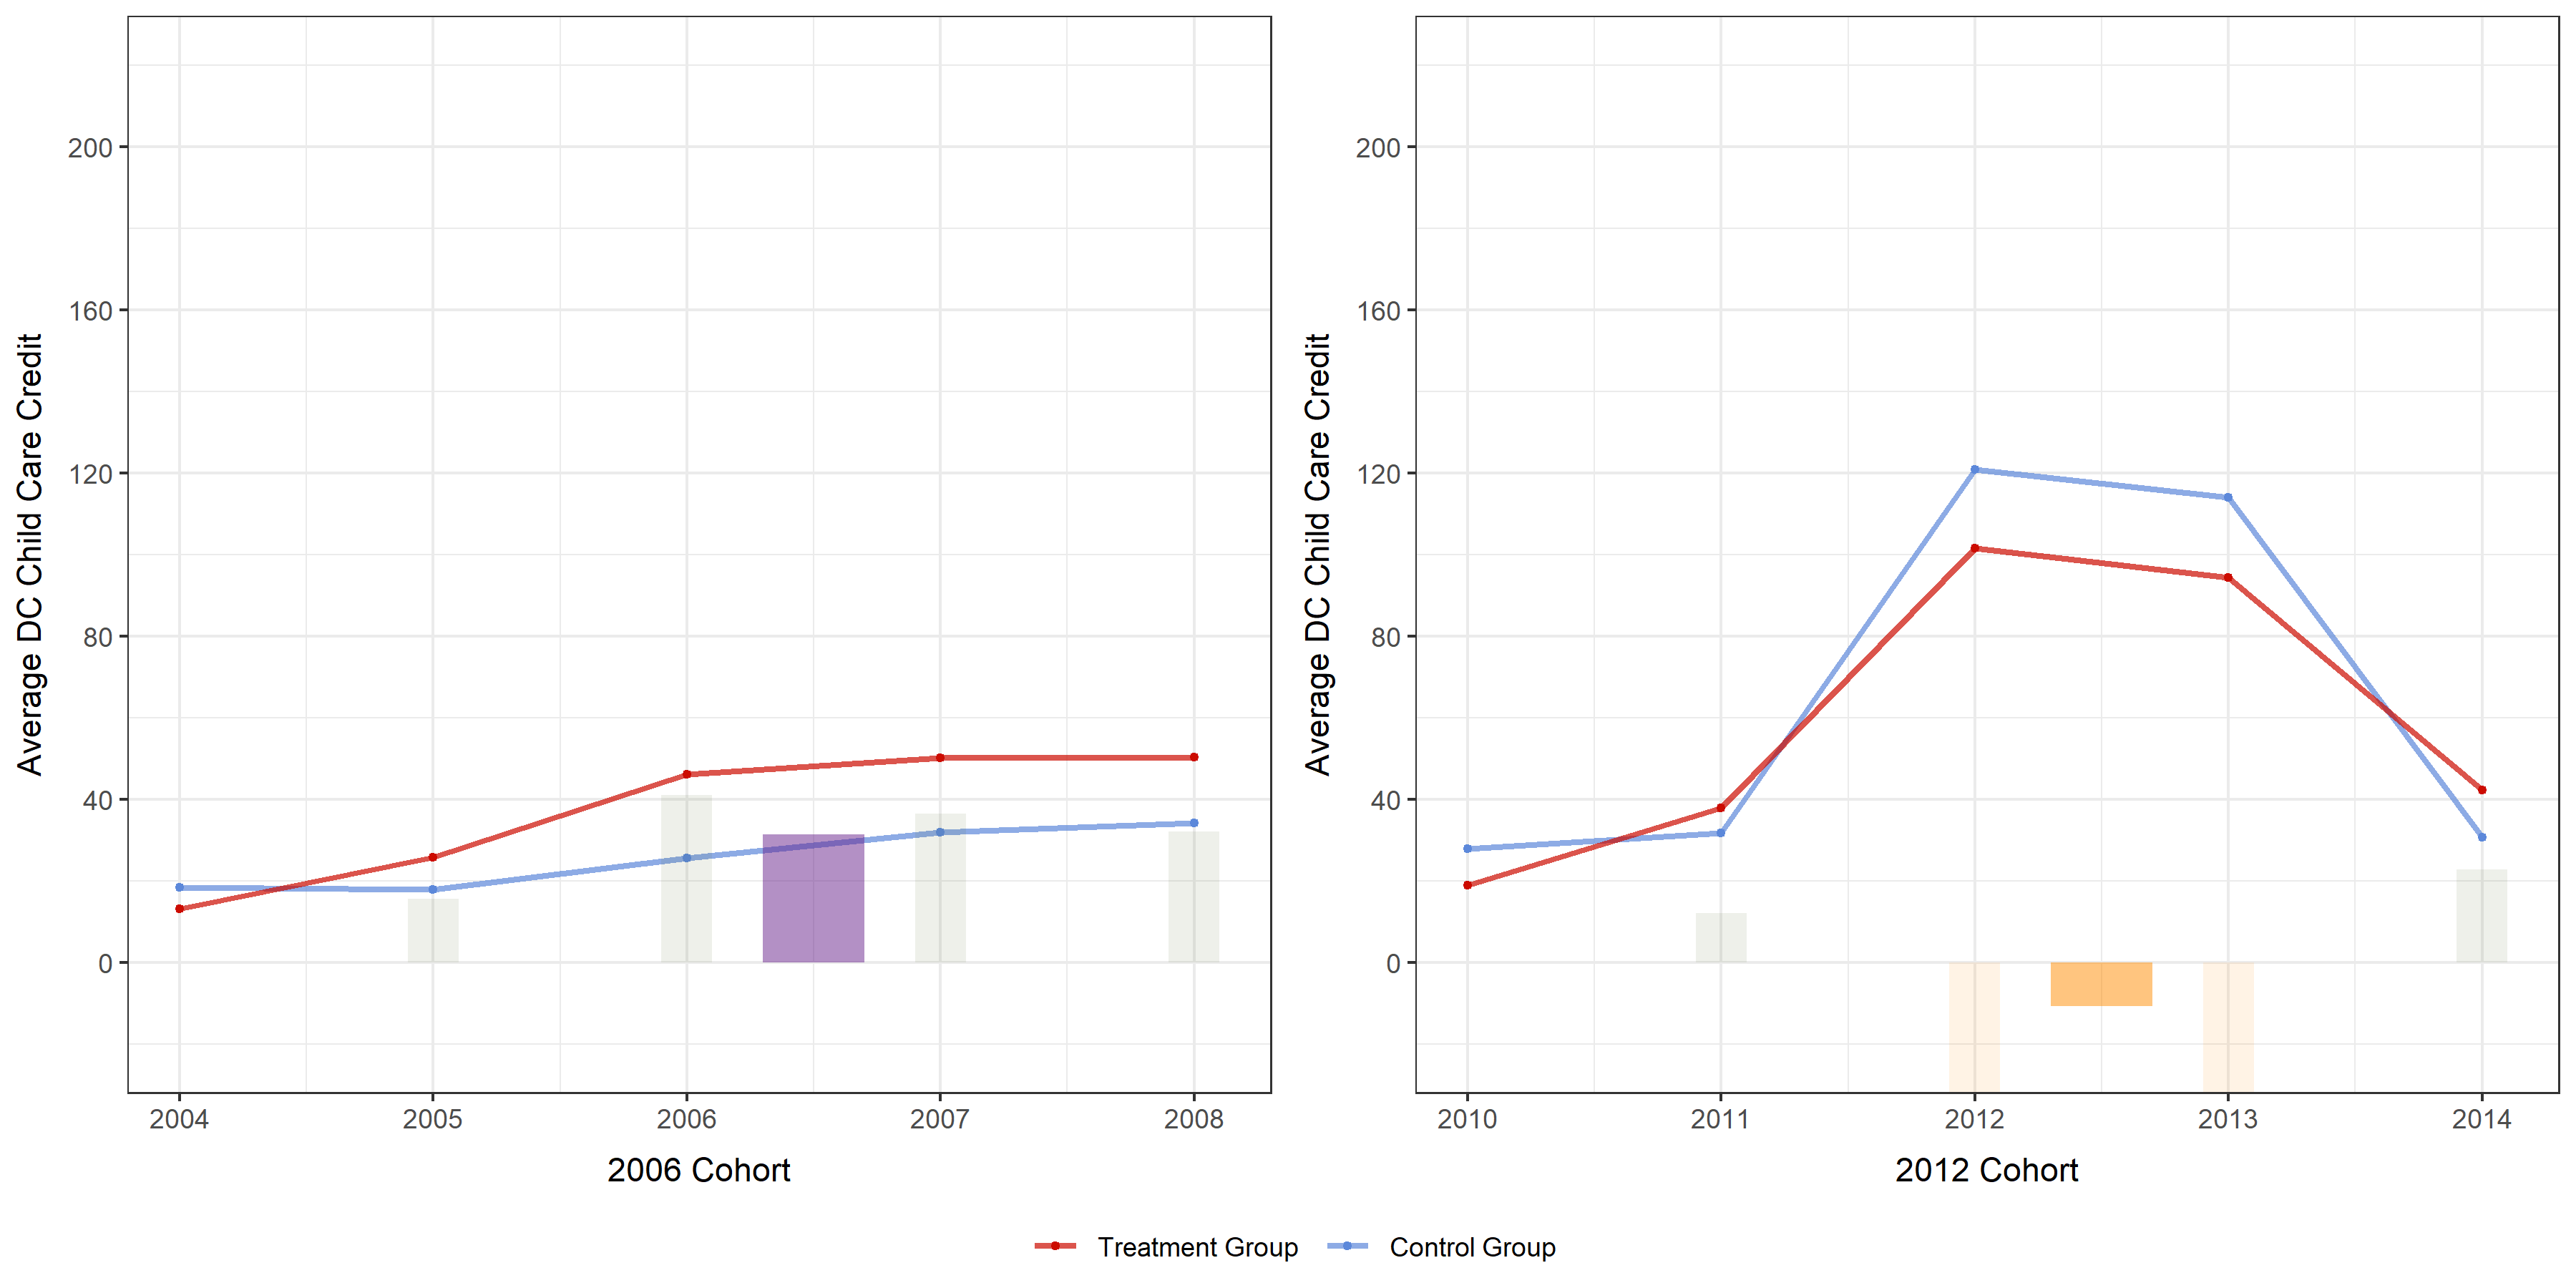 Average DC Child Care Credit
200
160
120
80
40
0
2004 2005 2006 2007 2008
2006 Cohort
Average DC Child Care Credit
200
160
120
80
40
0
2010 2011 2012 2013 2014
2012 Cohort
Treatment Group Control Group